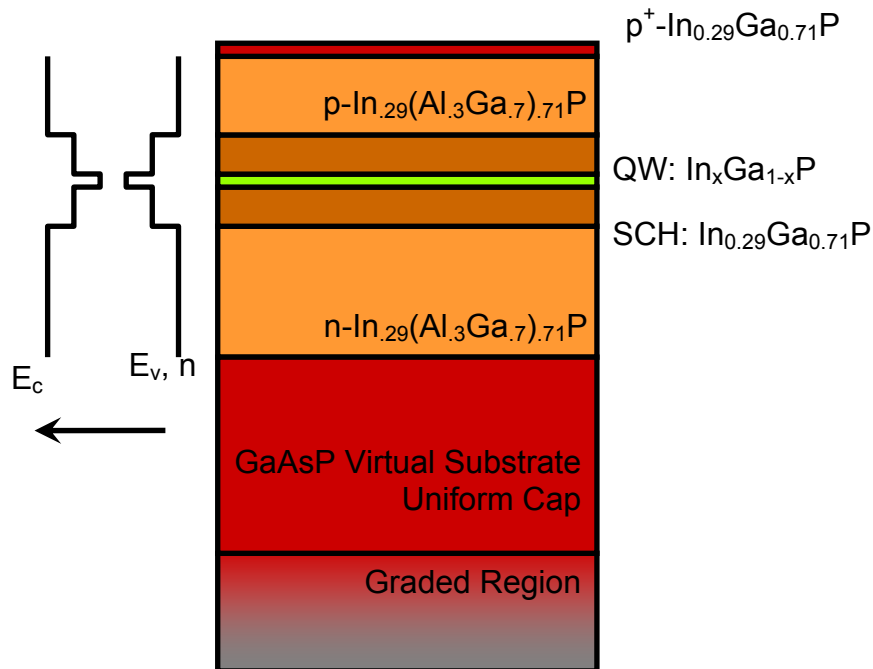 p⁺-In₀.₂₉Ga₀.₇₁P
p-In.₂₉(Al.₃Ga.₇).₇₁P
QW: InₓGa₁₋ₓP
SCH: In₀.₂₉Ga₀.₇₁P
n-In.₂₉(Al.₃Ga.₇).₇₁P
E꜀
Eᵥ, n
GaAsP Virtual Substrate
Uniform Cap
Graded Region